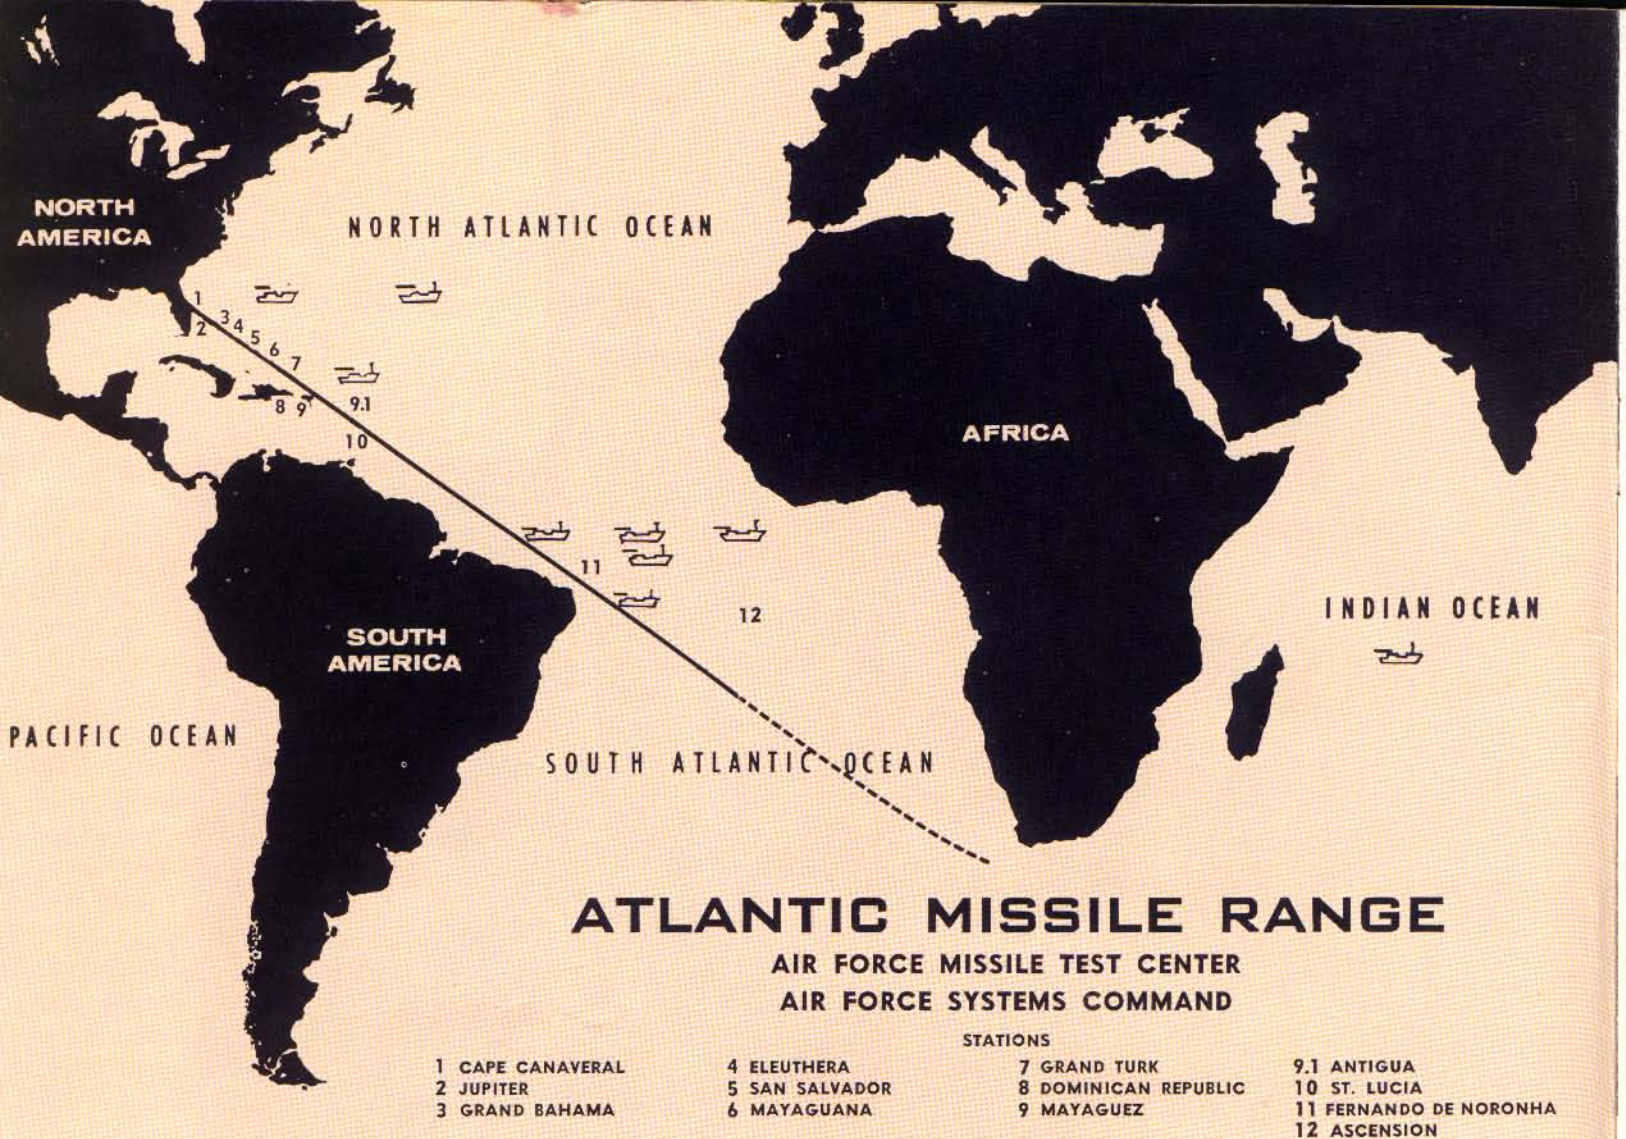 NORTH
AMERICA
NORTH ATLANTIC OCEAN
1
2
3
4
5
6
7
8
9
9.1
10
AFRICA
11
12
INDIAN OCEAN
SOUTH
AMERICA
PACIFIC OCEAN
SOUTH ATLANTIC OCEAN
ATLANTIC MISSILE RANGE
AIR FORCE MISSILE TEST CENTER
AIR FORCE SYSTEMS COMMAND
STATIONS
1 CAPE CANAVERAL
2 JUPITER
3 GRAND BAHAMA
4 ELEUTHERA
5 SAN SALVADOR
6 MAYAGUANA
7 GRAND TURK
8 DOMINICAN REPUBLIC
9 MAYAGUEZ
9.1 ANTIGUA
10 ST. LUCIA
11 FERNANDO DE NORONHA
12 ASCENSION